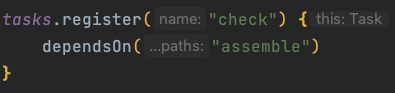 tasks.register( name: "check") { this: Task
    dependsOn( ...paths: "assemble")
}